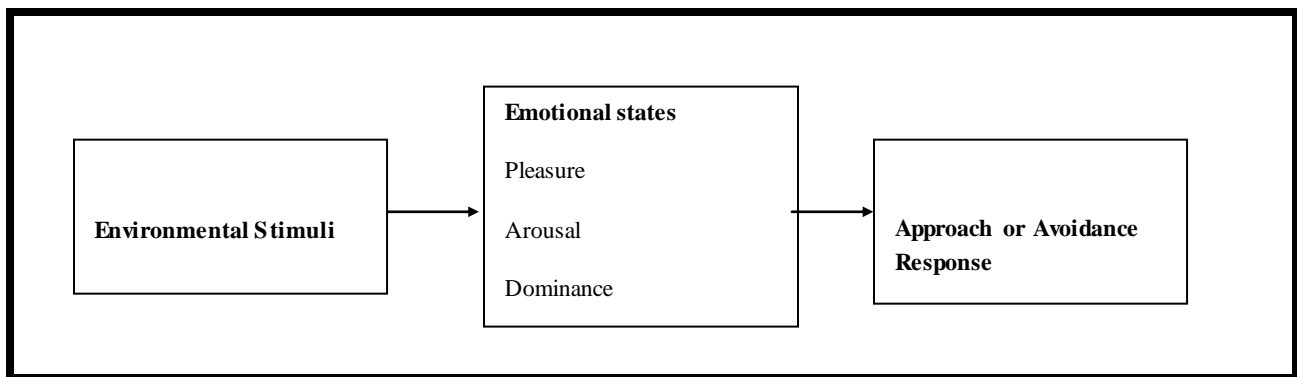 Environmental Stimuli
Emotional states
Pleasure
Arousal
Dominance
Approach or Avoidance
Response